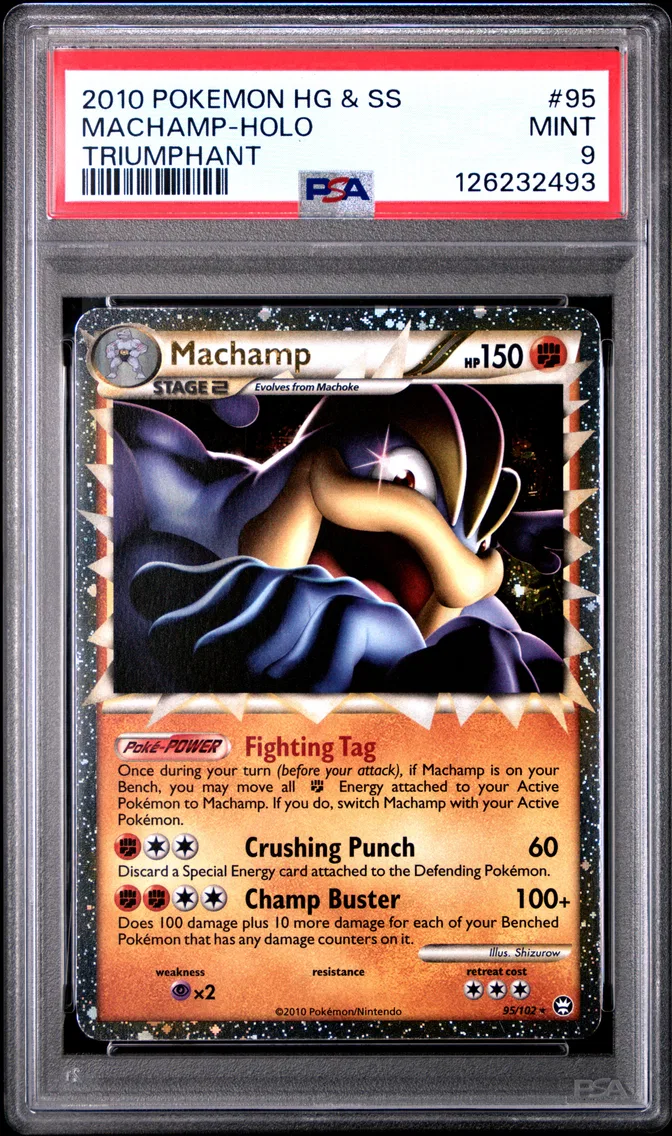 2010 POKEMON HG & SS #95
MACHAMP-HOLO MINT
TRIUMPHANT 9
PSA 126232493
Machamp HP 150
STAGE 2 Evolves from Machoke
Poké-POWER Fighting Tag
Once during your turn (before your attack), if Machamp is on your
Bench, you may move all Energy attached to your Active
Pokémon to Machamp. If you do, switch Machamp with your Active
Pokémon.
Crushing Punch 60
Discard a Special Energy card attached to the Defending Pokémon.
Champ Buster 100+
Does 100 damage plus 10 more damage for each of your Benched
Pokémon that has any damage counters on it.
Illus. Shizurow
weakness resistance retreat cost
×2
©2010 Pokémon/Nintendo 95/102 ★
PSA